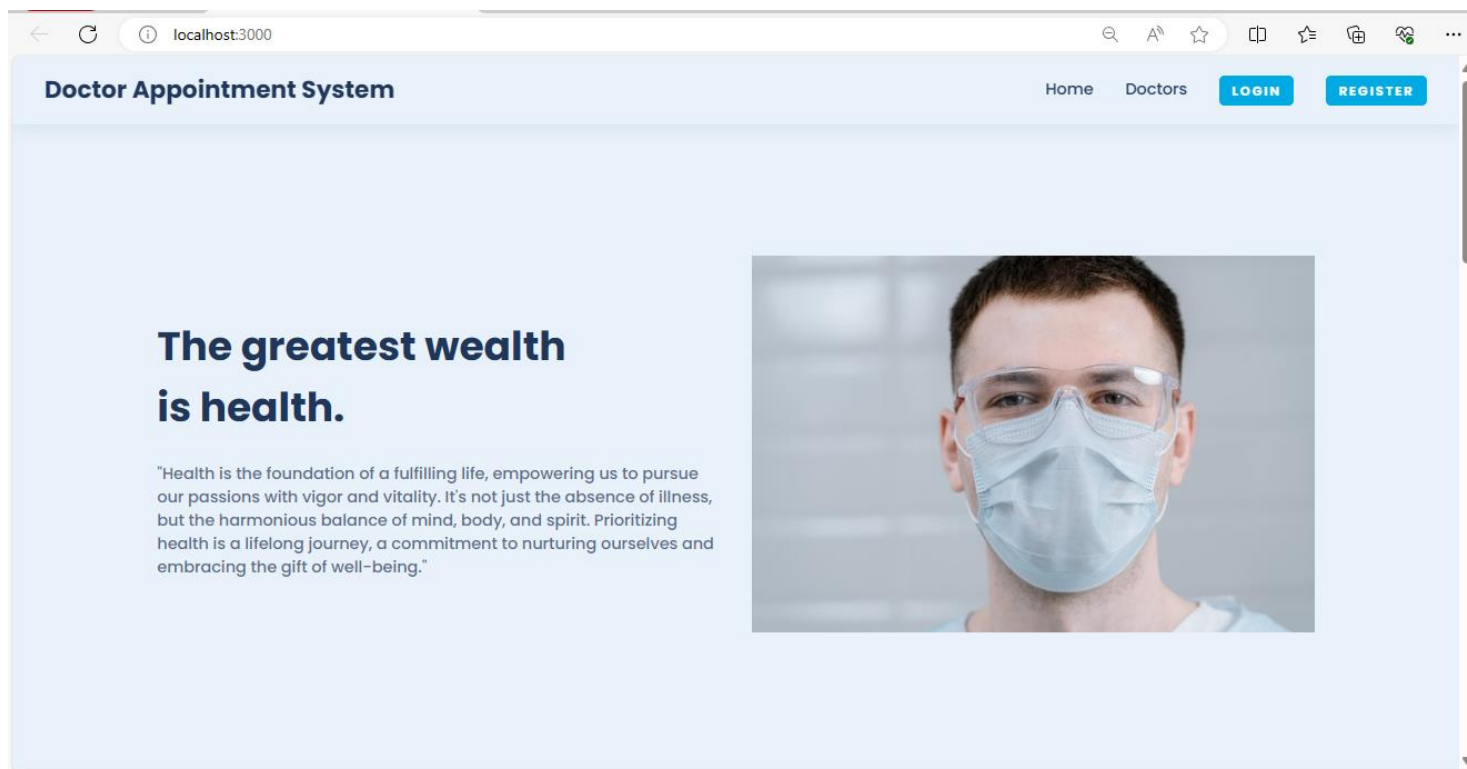 localhost:3000
Doctor Appointment System
Home Doctors LOGIN REGISTER
The greatest wealth
is health.
"Health is the foundation of a fulfilling life, empowering us to pursue
our passions with vigor and vitality. It's not just the absence of illness,
but the harmonious balance of mind, body, and spirit. Prioritizing
health is a lifelong journey, a commitment to nurturing ourselves and
embracing the gift of well-being."